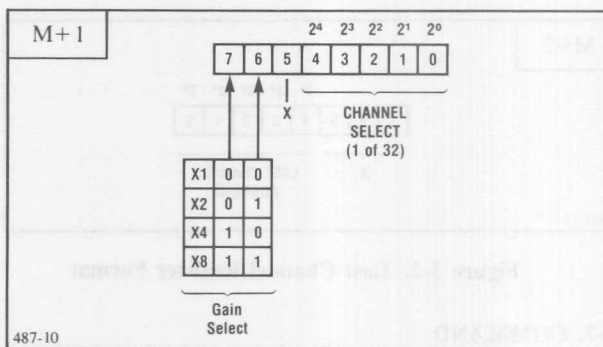 M+1
2⁴ 2³ 2² 2¹ 2⁰
7 6 5 4 3 2 1 0
X
CHANNEL
SELECT
(1 of 32)
X1 0 0
X2 0 1
X4 1 0
X8 1 1
Gain
Select
487-10